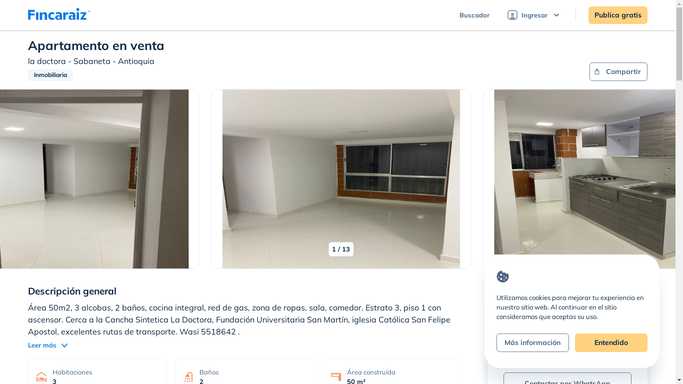 Fincaraiz
Buscador
Ingresar
Publica gratis
Apartamento en venta
la doctora - Sabaneta - Antioquia
Inmobiliaria
Compartir
1 / 13
Descripción general
Área 50m2, 3 alcobas, 2 baños, cocina integral, red de gas, zona de ropas, sala, comedor. Estrato 3, piso 1 con
ascensor. Cerca a la Cancha Sintetica La Doctora, Fundación Universitaria San Martín, iglesia Católica San Felipe
Apostol, excelentes rutas de transporte. Wasi 5518642 .
Leer más
Habitaciones
3
Baños
2
Área construida
50 m²
Utilizamos cookies para mejorar tu experiencia en
nuestro sitio web. Al continuar en el sitio
consideramos que aceptas su uso.
Más información
Entendido
Contactar por WhatsApp